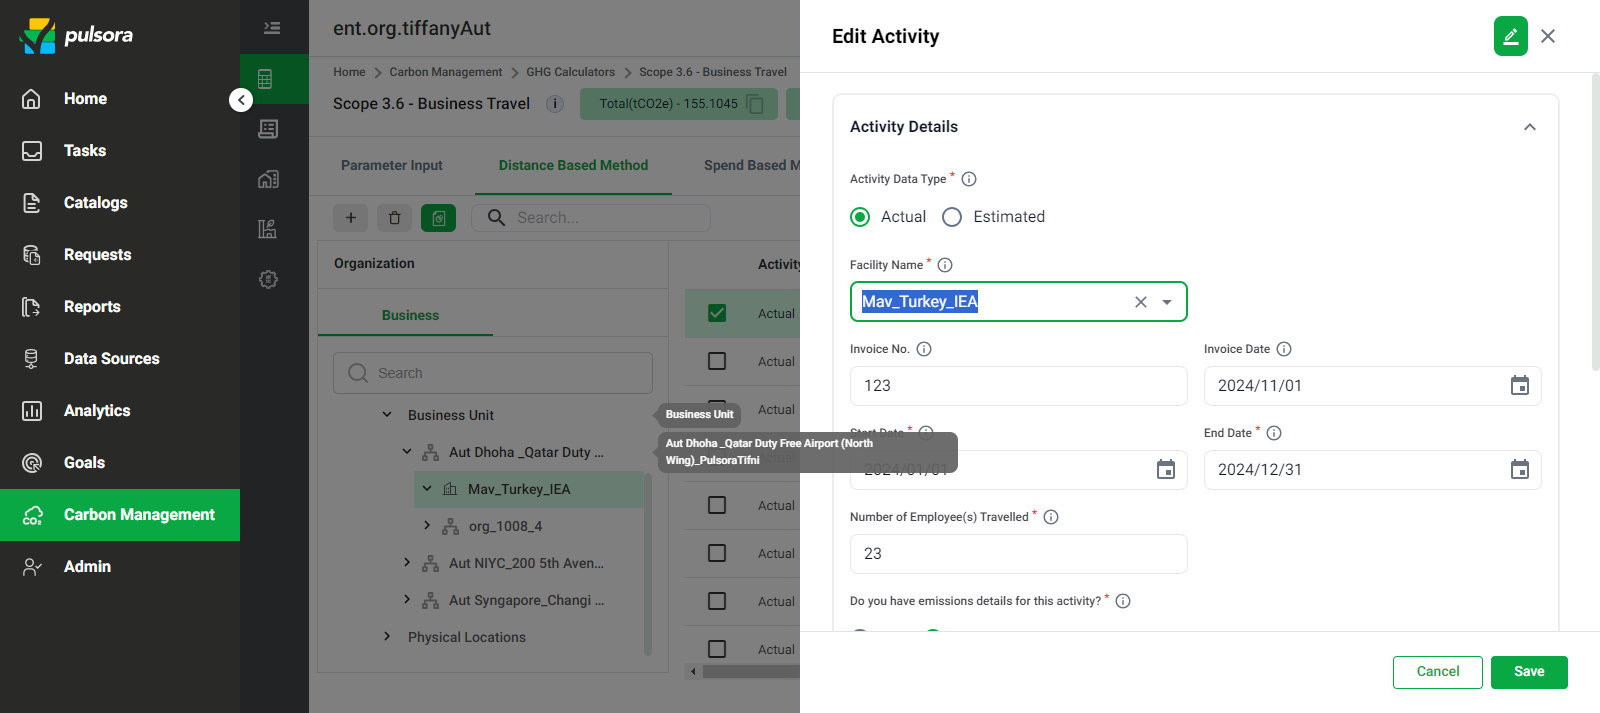 pulsora
Home
Tasks
Catalogs
Requests
Reports
Data Sources
Analytics
Goals
Carbon Management
Admin
ent.org.tiffanyAut
Home > Carbon Management > GHG Calculators > Scope 3.6 - Business Travel
Scope 3.6 - Business Travel
Total(tCO2e) - 155.1045
Parameter Input
Distance Based Method
Spend Based M
Search...
Organization
Business
Search
Business Unit
Aut Dhoha _Qatar Duty ...
Mav_Turkey_IEA
org_1008_4
Aut NIYC_200 5th Aven...
Aut Syngapore_Changi ...
Physical Locations
Business Unit
Aut Dhoha _Qatar Duty Free Airport (North
Wing)_PulsoraTifni
Activity
Actual
Actual
Actual
Actual
Actual
Actual
Actual
Edit Activity
Activity Details
Activity Data Type *
Actual
Estimated
Facility Name *
Mav_Turkey_IEA
Invoice No.
Invoice Date
123
2024/11/01
Start Date *
End Date *
2024/01/01
2024/12/31
Number of Employee(s) Travelled *
23
Do you have emissions details for this activity? *
Cancel
Save